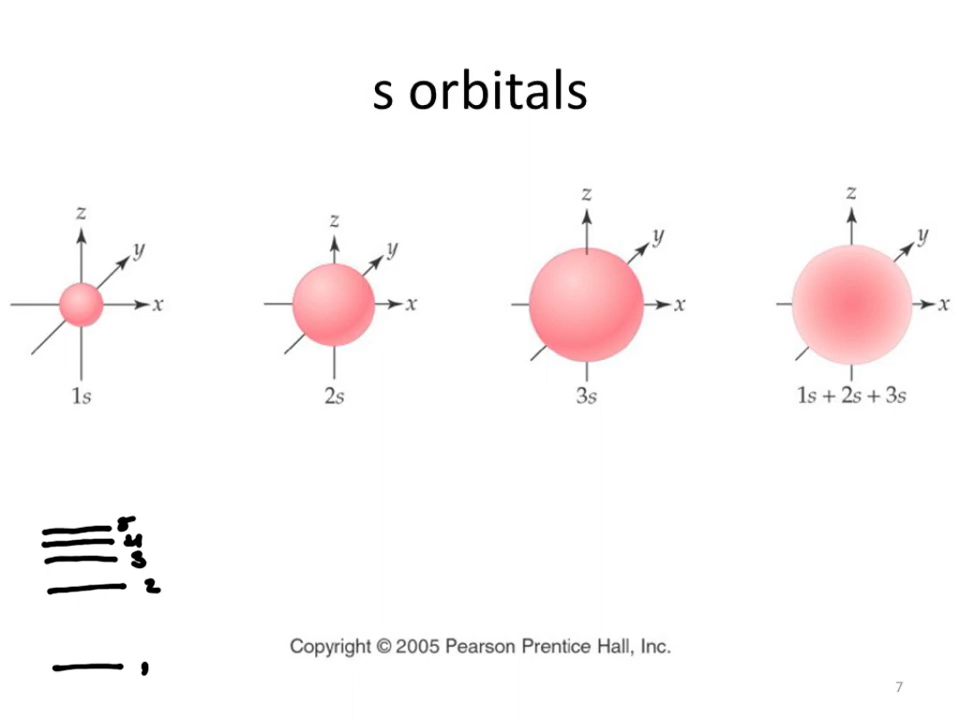 s orbitals
z
y
x
1s
z
y
x
2s
z
y
x
3s
z
y
x
1s + 2s + 3s
5
4
3
2
1
Copyright © 2005 Pearson Prentice Hall, Inc.
7